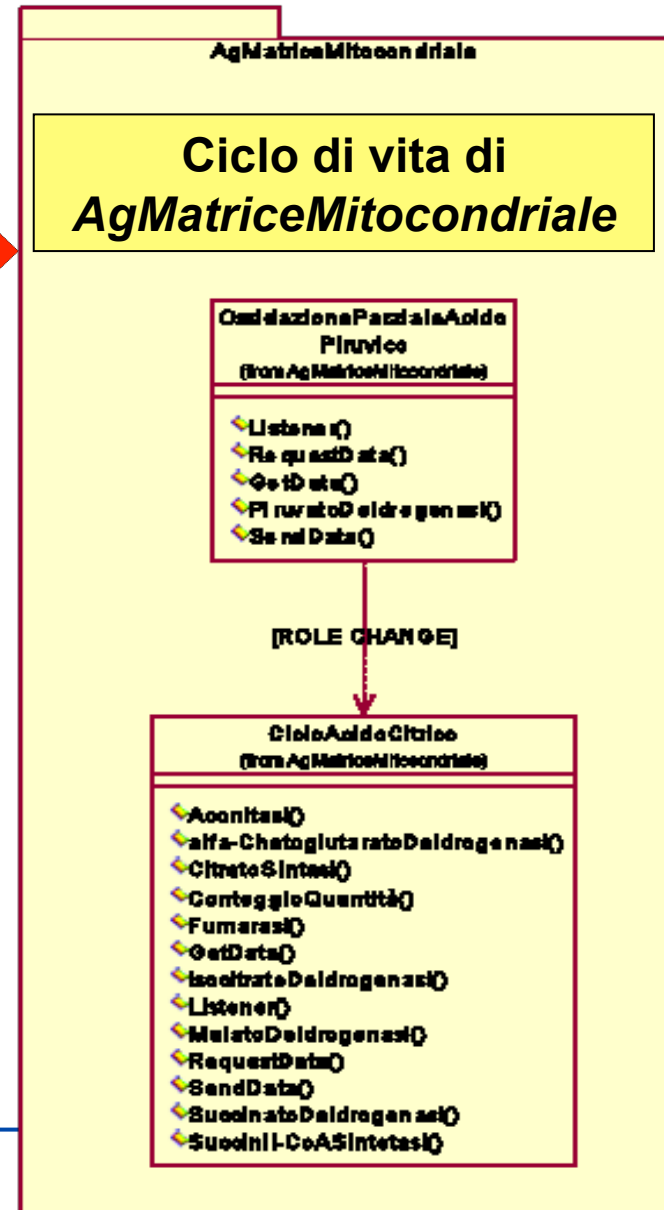 AgMatriceMitocondriale
Ciclo di vita di
AgMatriceMitocondriale
OssidazioneParzialeAcido
Piruvico
(from AgMatriceMitocondriale)
Listener()
RequestData()
GetData()
PiruvatoDeidrogenasi()
SendData()
[ROLE CHANGE]
CicloAcidoCitrico
(from AgMatriceMitocondriale)
Aconitasi()
alfa-ChetoglutaratoDeidrogenasi()
CitratoSintasi()
ConteggioQuantità()
Fumarasi()
GetData()
IsocitratoDeidrogenasi()
Listener()
MalatoDeidrogenasi()
RequestData()
SendData()
SuccinatoDeidrogenasi()
Succinil-CoASintetasi()